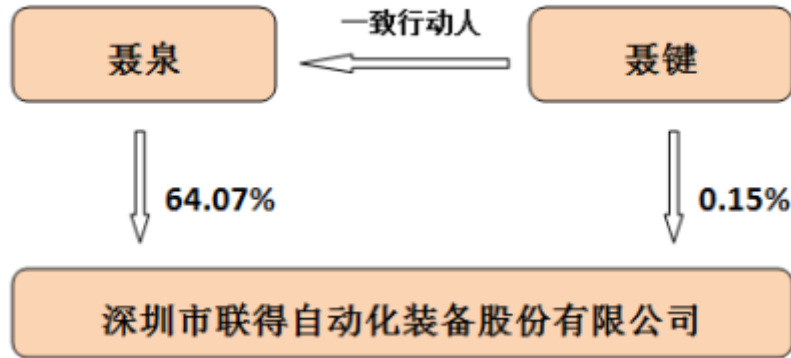 一致行动人
聂泉
聂键
64.07%
0.15%
深圳市联得自动化装备股份有限公司